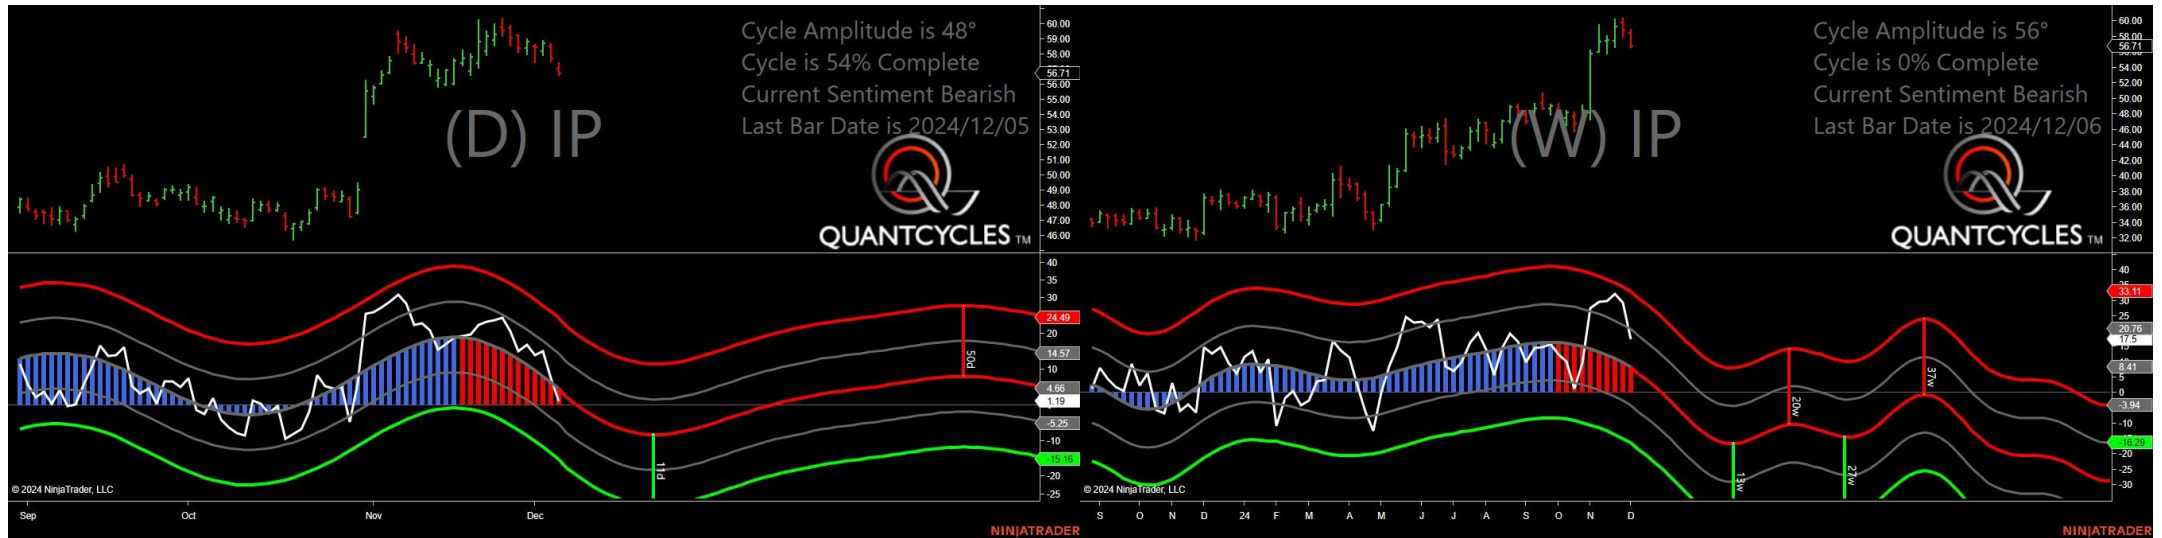 Cycle Amplitude is 48°
Cycle is 54% Complete
Current Sentiment Bearish
Last Bar Date is 2024/12/05
(D) IP
QUANTCYCLES TM
60.00
59.00
58.00
56.71
56.00
55.00
54.00
53.00
52.00
51.00
50.00
49.00
48.00
47.00
46.00
40
35
30
24.49
20
14.57
10
4.66
1.19
-5.25
-10
-15.16
-20
-25
50d
11d
© 2024 NinjaTrader, LLC
Sep Oct Nov Dec
NINJATRADER
Cycle Amplitude is 56°
Cycle is 0% Complete
Current Sentiment Bearish
Last Bar Date is 2024/12/06
(W) IP
QUANTCYCLES TM
60.00
58.00
56.71
54.00
52.00
50.00
48.00
46.00
44.00
42.00
40.00
38.00
36.00
34.00
32.00
40
33.11
25
20.76
17.5
8.41
5
0
-3.94
-10
-16.29
-20
-25
-30
20w
37w
13w
27w
© 2024 NinjaTrader, LLC
S O N D 24 F M A M J J A S O N D
NINJATRADER